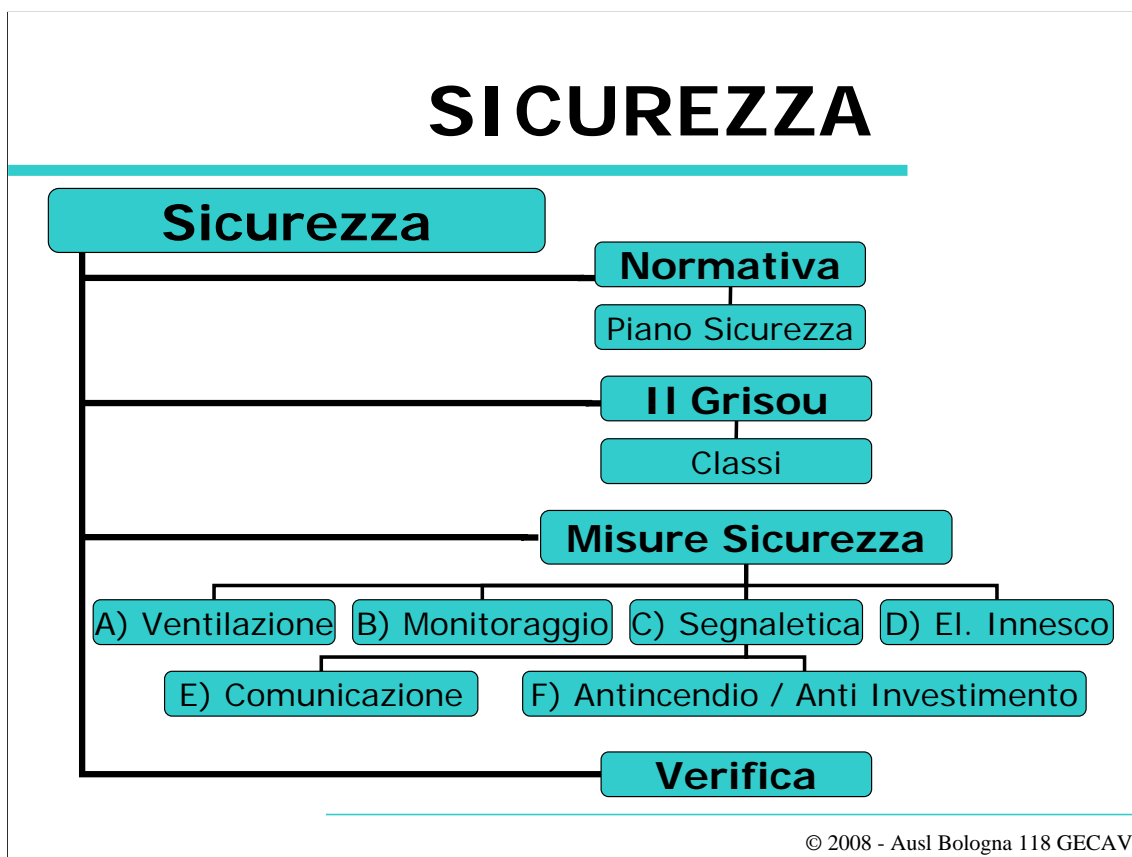 SICUREZZA
Sicurezza
Normativa
Piano Sicurezza
Il Grisou
Classi
Misure Sicurezza
A) Ventilazione
B) Monitoraggio
C) Segnaletica
D) El. Innesco
E) Comunicazione
F) Antincendio / Anti Investimento
Verifica
© 2008 - Ausl Bologna 118 GECAV